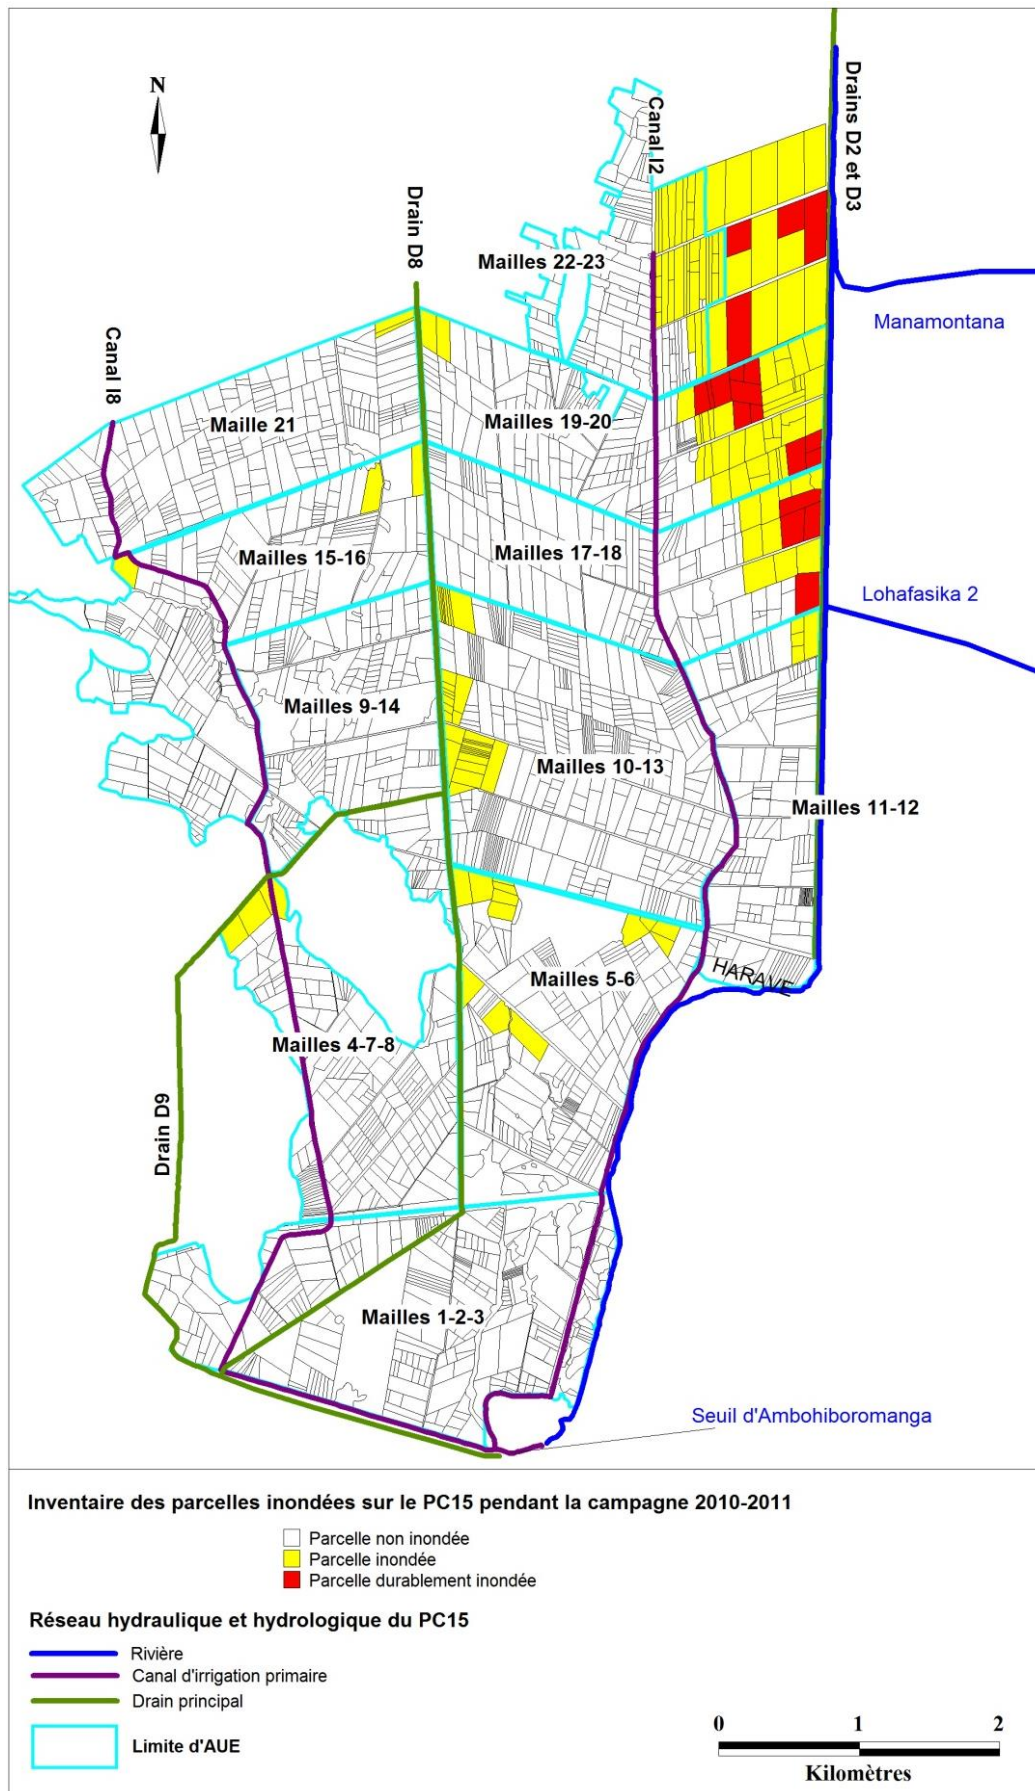 N
Drains D2 et D3
Canal I2
Drain D8
Mailles 22-23
Manamontana
Canal I8
Maille 21
Mailles 19-20
Mailles 15-16
Mailles 17-18
Lohafasika 2
Mailles 9-14
Mailles 10-13
Mailles 11-12
HARAVE
Mailles 5-6
Mailles 4-7-8
Drain D9
Mailles 1-2-3
Seuil d'Ambohiboromanga
Inventaire des parcelles inondées sur le PC15 pendant la campagne 2010-2011
Parcelle non inondée
Parcelle inondée
Parcelle durablement inondée
Réseau hydraulique et hydrologique du PC15
Rivière
Canal d'irrigation primaire
Drain principal
Limite d'AUE
0 1 2
Kilomètres